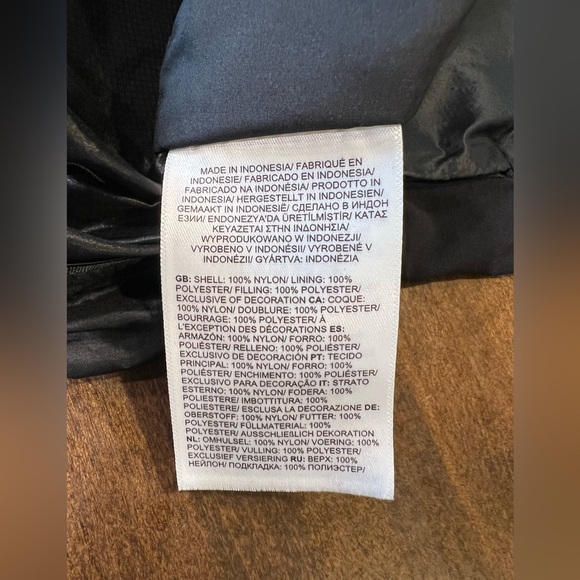 MADE IN INDONESIA/ FABRIQUÉ EN
INDONESIE/ FABRICADO EN INDONESIA/
FABRICADO NA INDONÉSIA/ PRODOTTO IN
INDONESIA/ HERGESTELLT IN INDONESIEN/
GEMAAKT IN INDONESIË/ СДЕЛАНО В ИНДОН
ЕЗИИ/ ENDONEZYA'DA ÜRETİLMİŞTİR/ ΚΑΤΑΣ
ΚΕΥΑΖΕΤΑΙ ΣΤΗΝ ΙΝΔΟΝΗΣΙΑ/
WYPRODUKOWANO W INDONEZJI/
VYROBENO V INDONÉSII/ VYROBENÉ V
INDONÉZII/ GYÁRTVA: INDONÉZIA
GB: SHELL: 100% NYLON/ LINING: 100%
POLYESTER/ FILLING: 100% POLYESTER/
EXCLUSIVE OF DECORATION CA: COQUE:
100% NYLON/ DOUBLURE: 100% POLYESTER/
BOURRAGE: 100% POLYESTER/ À
L'EXCEPTION DES DÉCORATIONS ES:
ARMAZÓN: 100% NYLON/ FORRO: 100%
POLIÉSTER/ RELLENO: 100% POLIÉSTER/
EXCLUSIVO DE DECORACIÓN PT: TECIDO
PRINCIPAL: 100% NYLON/ FORRO: 100%
POLIÉSTER/ ENCHIMENTO: 100% POLIÉSTER/
EXCLUSIVO PARA DECORAÇÃO IT: STRATO
ESTERNO: 100% NYLON/ FODERA: 100%
POLIESTERE/ IMBOTTITURA: 100%
POLIESTERE/ ESCLUSA LA DECORAZIONE DE:
OBERSTOFF: 100% NYLON/ FUTTER: 100%
POLYESTER/ FÜLLMATERIAL: 100%
POLYESTER/ AUSSCHLIEßLICH DEKORATION
NL: OMHULSEL: 100% NYLON/ VOERING: 100%
POLYESTER/ VULLING: 100% POLYESTER/
EXCLUSIEF VERSIERING RU: ВЕРХ: 100%
НЕЙЛОН/ ПОДКЛАДКА: 100% ПОЛИЭСТЕР/